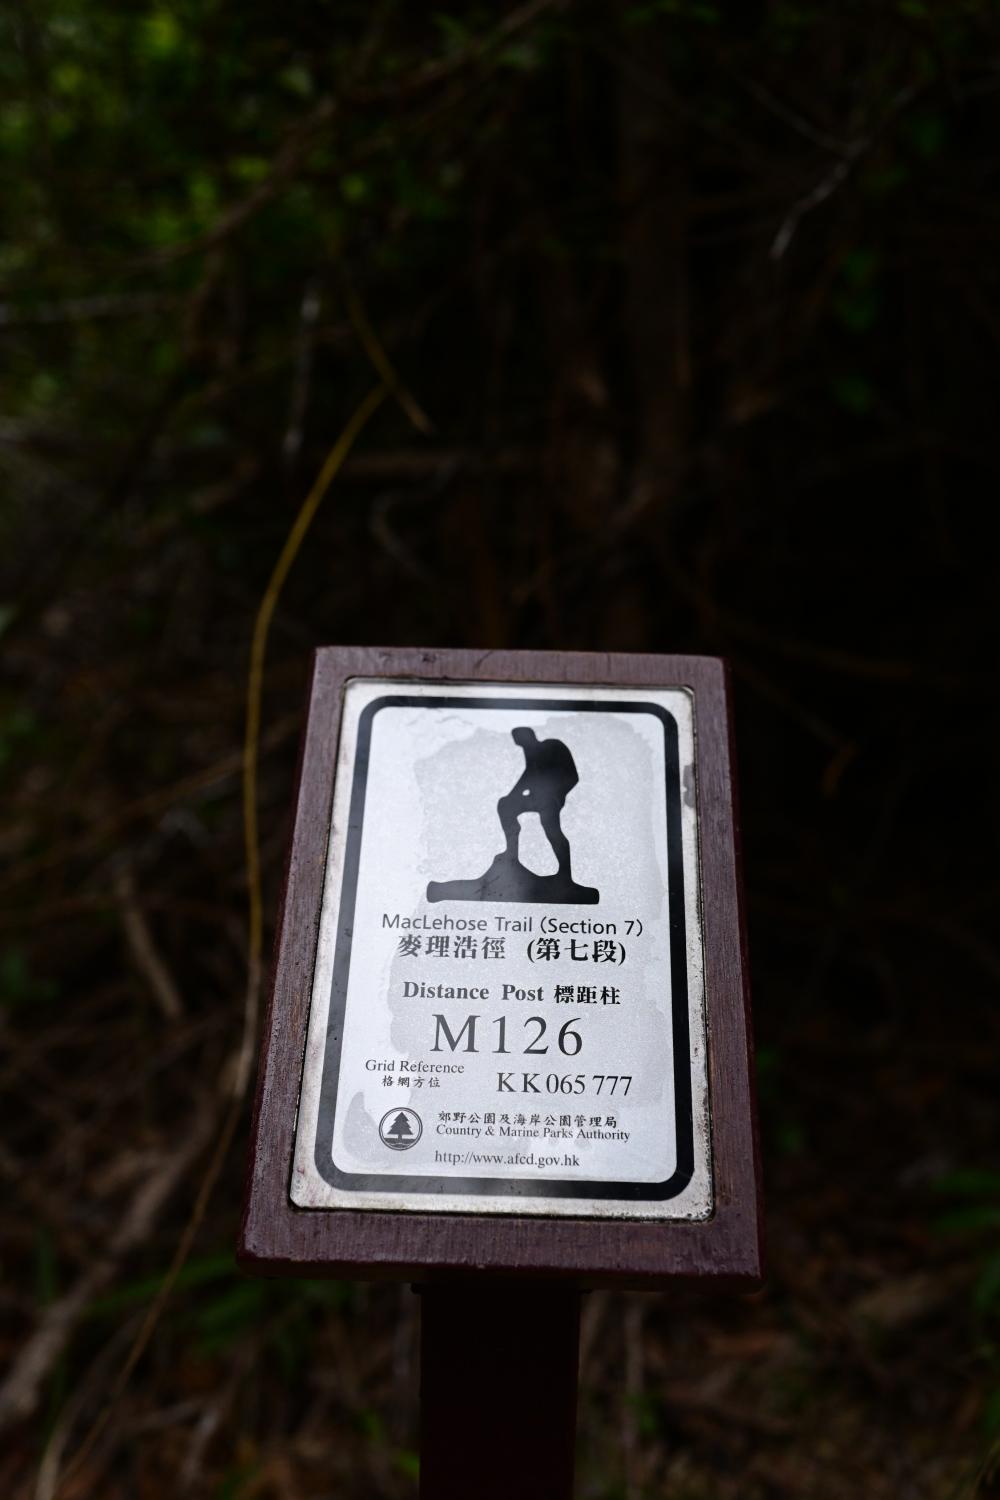 MacLehose Trail (Section 7)
麥理浩徑 (第七段)
Distance Post 標距柱
M126
Grid Reference
格網方位
KK065 777
郊野公園及海岸公園管理局
Country & Marine Parks Authority
http://www.afcd.gov.hk